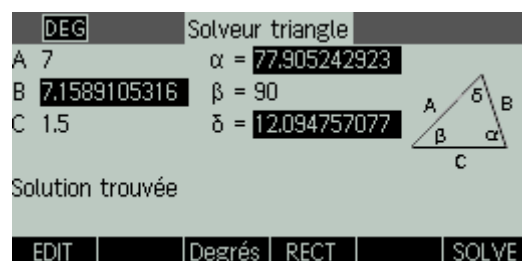 DEG Solveur triangle
A 7 α = 77.905242923
B 7.1589105316 β = 90
C 1.5 δ = 12.094757077
A δ B
β α
C
Solution trouvée
EDIT Degrés RECT SOLVE